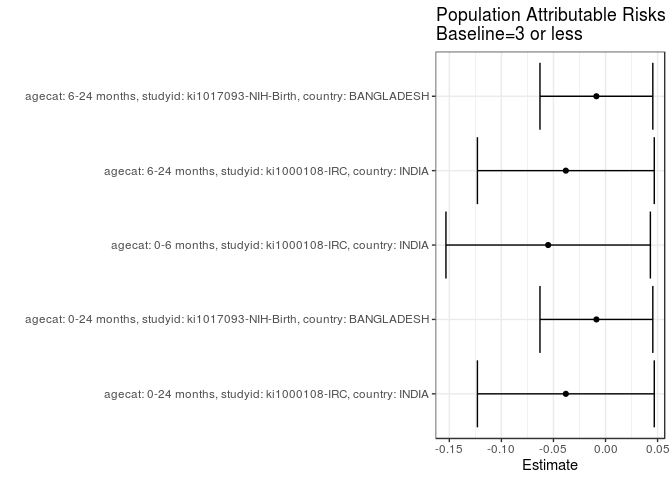 Population Attributable Risks
Baseline=3 or less
agecat: 6-24 months, studyid: ki1017093-NIH-Birth, country: BANGLADESH
agecat: 6-24 months, studyid: ki1000108-IRC, country: INDIA
agecat: 0-6 months, studyid: ki1000108-IRC, country: INDIA
agecat: 0-24 months, studyid: ki1017093-NIH-Birth, country: BANGLADESH
agecat: 0-24 months, studyid: ki1000108-IRC, country: INDIA
-0.15 -0.10 -0.05 0.00 0.05
Estimate